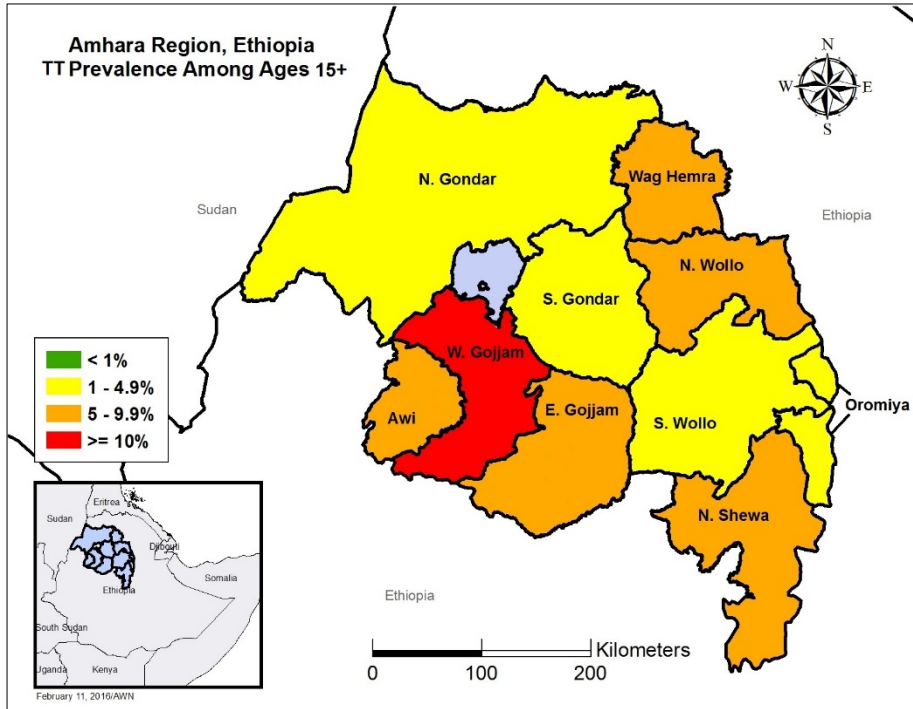 Amhara Region, Ethiopia
TT Prevalence Among Ages 15+
N
W E
S
N. Gondar
Wag Hemra
Sudan
Ethiopia
N. Wollo
S. Gondar
W. Gojjam
< 1%
1 - 4.9%
5 - 9.9%
>= 10%
Awi
E. Gojjam
S. Wollo
Oromiya
N. Shewa
Eritrea
Sudan
Djibouti
Somalia
Ethiopia
South Sudan
Uganda
Kenya
Ethiopia
Kilometers
0 100 200
February 11, 2016/AWN